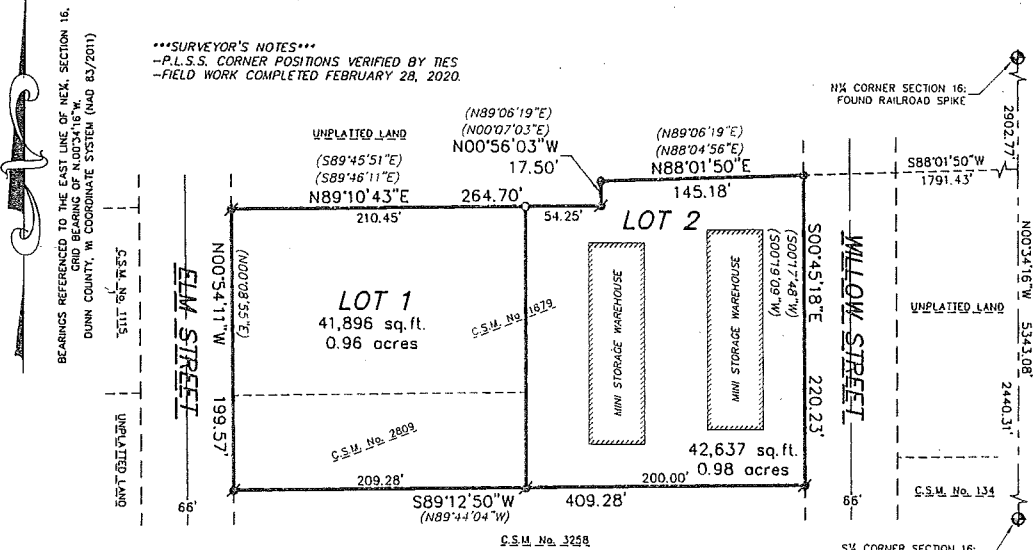 BEARINGS REFERENCED TO THE EAST LINE OF NE¼, SECTION 16,
GRID BEARING OF N.00°34'16"W.
DUNN COUNTY, WI COORDINATE SYSTEM (NAD 83/2011)
***SURVEYOR'S NOTES***
-P.L.S.S. CORNER POSITIONS VERIFIED BY TIES
-FIELD WORK COMPLETED FEBRUARY 28, 2020.
N¼ CORNER SECTION 16;
FOUND RAILROAD SPIKE
2902.77'
UNPLATTED LAND
(S89°45'51"E)
(S89°46'11"E)
N89°10'43"E
264.70'
210.45'
54.25'
(N89°06'19"E)
(N00°07'03"E)
N00°56'03"W
17.50'
(N89°06'19"E)
(N88°04'56"E)
N88°01'50"E
145.18'
S88°01'50"W
1791.43'
C.S.M. No. 1115
UNPLATTED LAND
ELM STREET
66'
(N00°08'55"E)
N00°54'11"W
199.57'
LOT 1
41,896 sq.ft.
0.96 acres
C.S.M. No. 1679
C.S.M. No. 2809
LOT 2
MINI STORAGE WAREHOUSE
MINI STORAGE WAREHOUSE
42,637 sq.ft.
0.98 acres
(S00°17'48"W)
(S00°19'09"W)
S00°45'18"E
220.23'
WILLOW STREET
66'
UNPLATTED LAND
N00°34'16"W
5343.08'
2440.31'
C.S.M. No. 134
209.28'
200.00'
S89°12'50"W
409.28'
(N89°44'04"W)
C.S.M. No. 3258
S¼ CORNER SECTION 16;